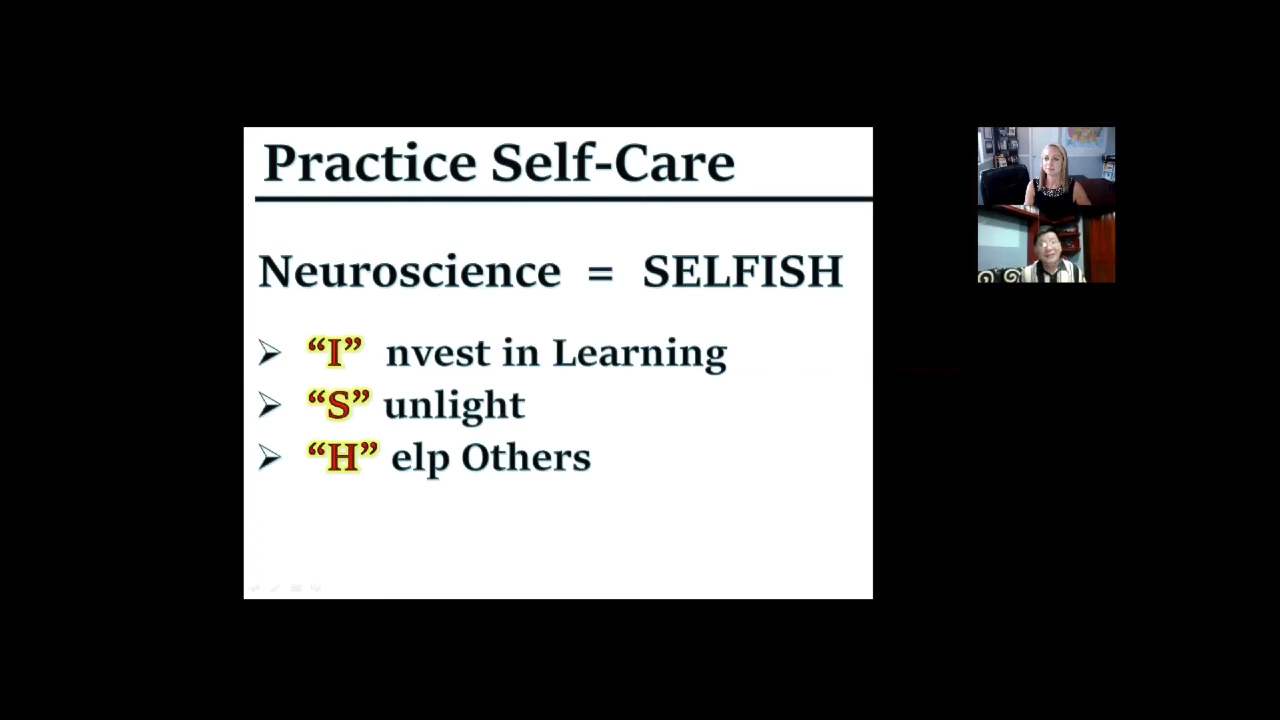 Practice Self-Care
Neuroscience = SELFISH
➢ “I” nvest in Learning
➢ “S” unlight
➢ “H” elp Others